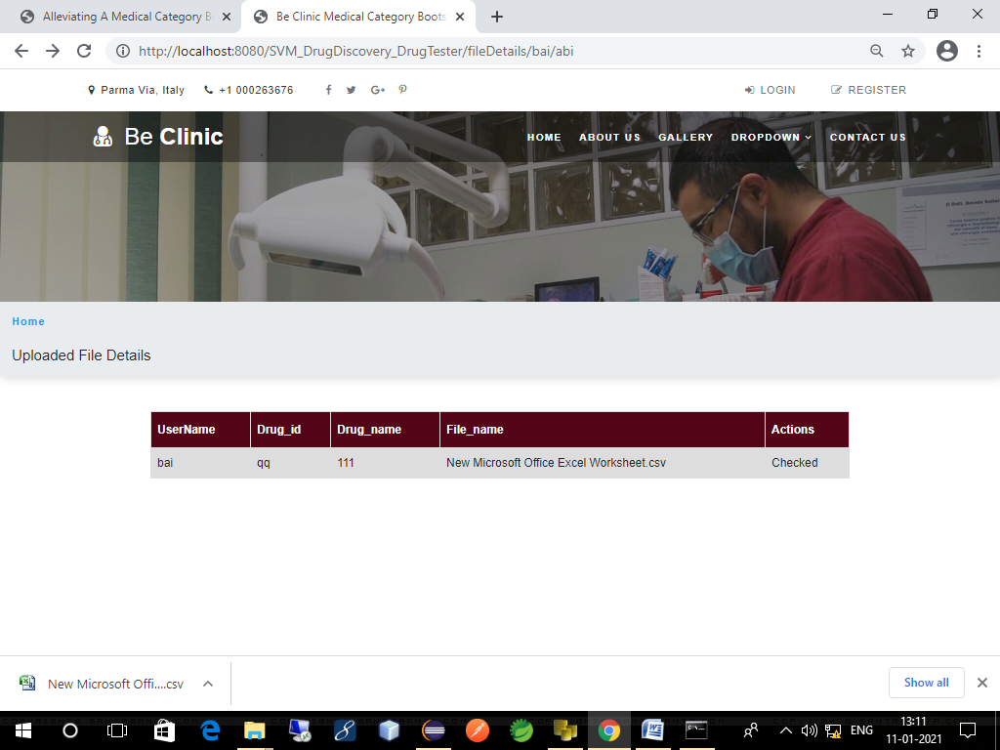 Alleviating A Medical Category B
Be Clinic Medical Category Boots
http://localhost:8080/SVM_DrugDiscovery_DrugTester/fileDetails/bai/abi
Parma Via, Italy +1 000263676 LOGIN REGISTER
Be Clinic HOME ABOUT US GALLERY DROPDOWN CONTACT US
Home
Uploaded File Details
UserName Drug_id Drug_name File_name Actions
bai qq 111 New Microsoft Office Excel Worksheet.csv Checked
New Microsoft Offi....csv Show all
ENG 13:11
11-01-2021